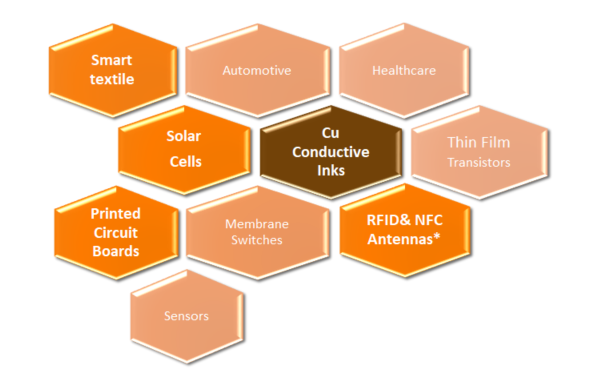 Smart
textile
Automotive
Healthcare
Solar
Cells
Cu
Conductive
Inks
Thin Film
Transistors
Printed
Circuit
Boards
Membrane
Switches
RFID& NFC
Antennas*
Sensors